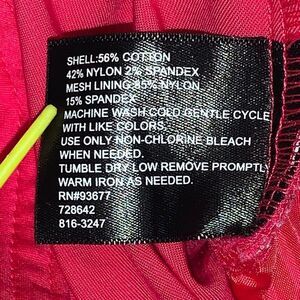 SHELL:56% COTTON
42% NYLON 2% SPANDEX
MESH LINING:85% NYLON
15% SPANDEX
MACHINE WASH COLD GENTLE CYCLE
WITH LIKE COLORS.
USE ONLY NON-CHLORINE BLEACH
WHEN NEEDED.
TUMBLE DRY LOW REMOVE PROMPTLY
WARM IRON AS NEEDED.
RN#93677
728642
816-3247